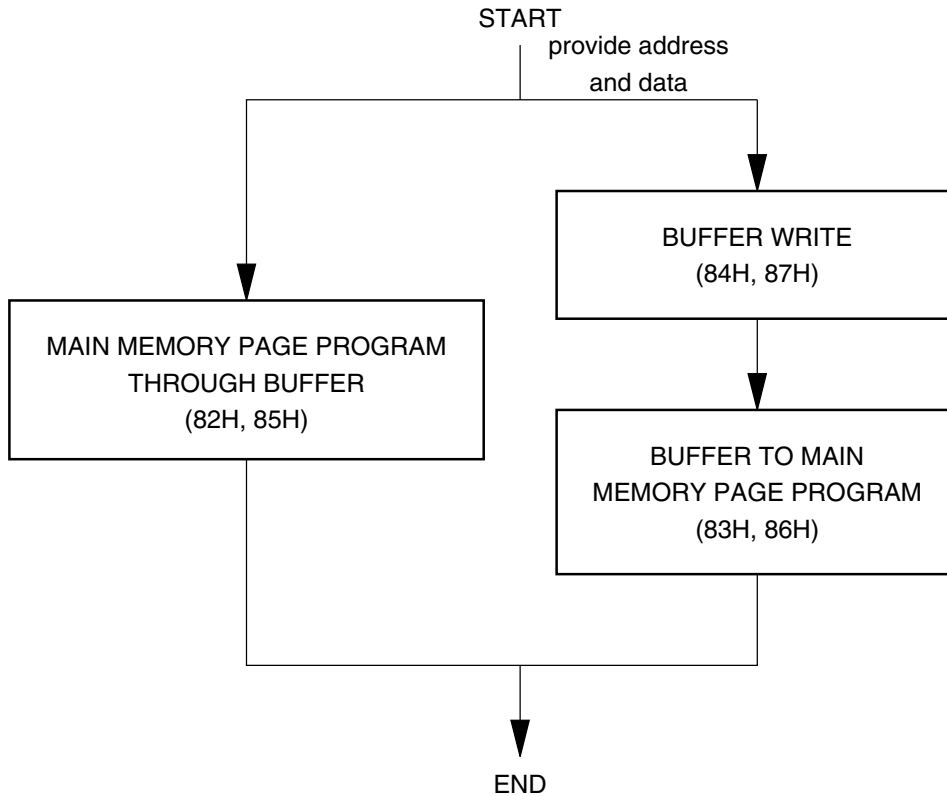 START
provide address
and data
BUFFER WRITE
(84H, 87H)
MAIN MEMORY PAGE PROGRAM
THROUGH BUFFER
(82H, 85H)
BUFFER TO MAIN
MEMORY PAGE PROGRAM
(83H, 86H)
END